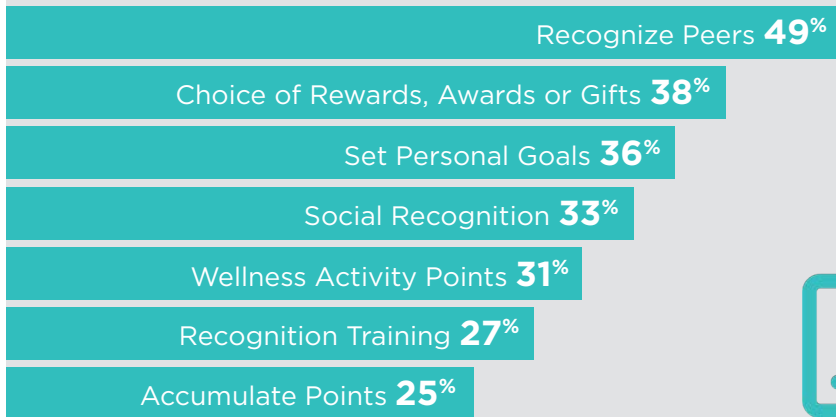 Recognize Peers 49%
Choice of Rewards, Awards or Gifts 38%
Set Personal Goals 36%
Social Recognition 33%
Wellness Activity Points 31%
Recognition Training 27%
Accumulate Points 25%